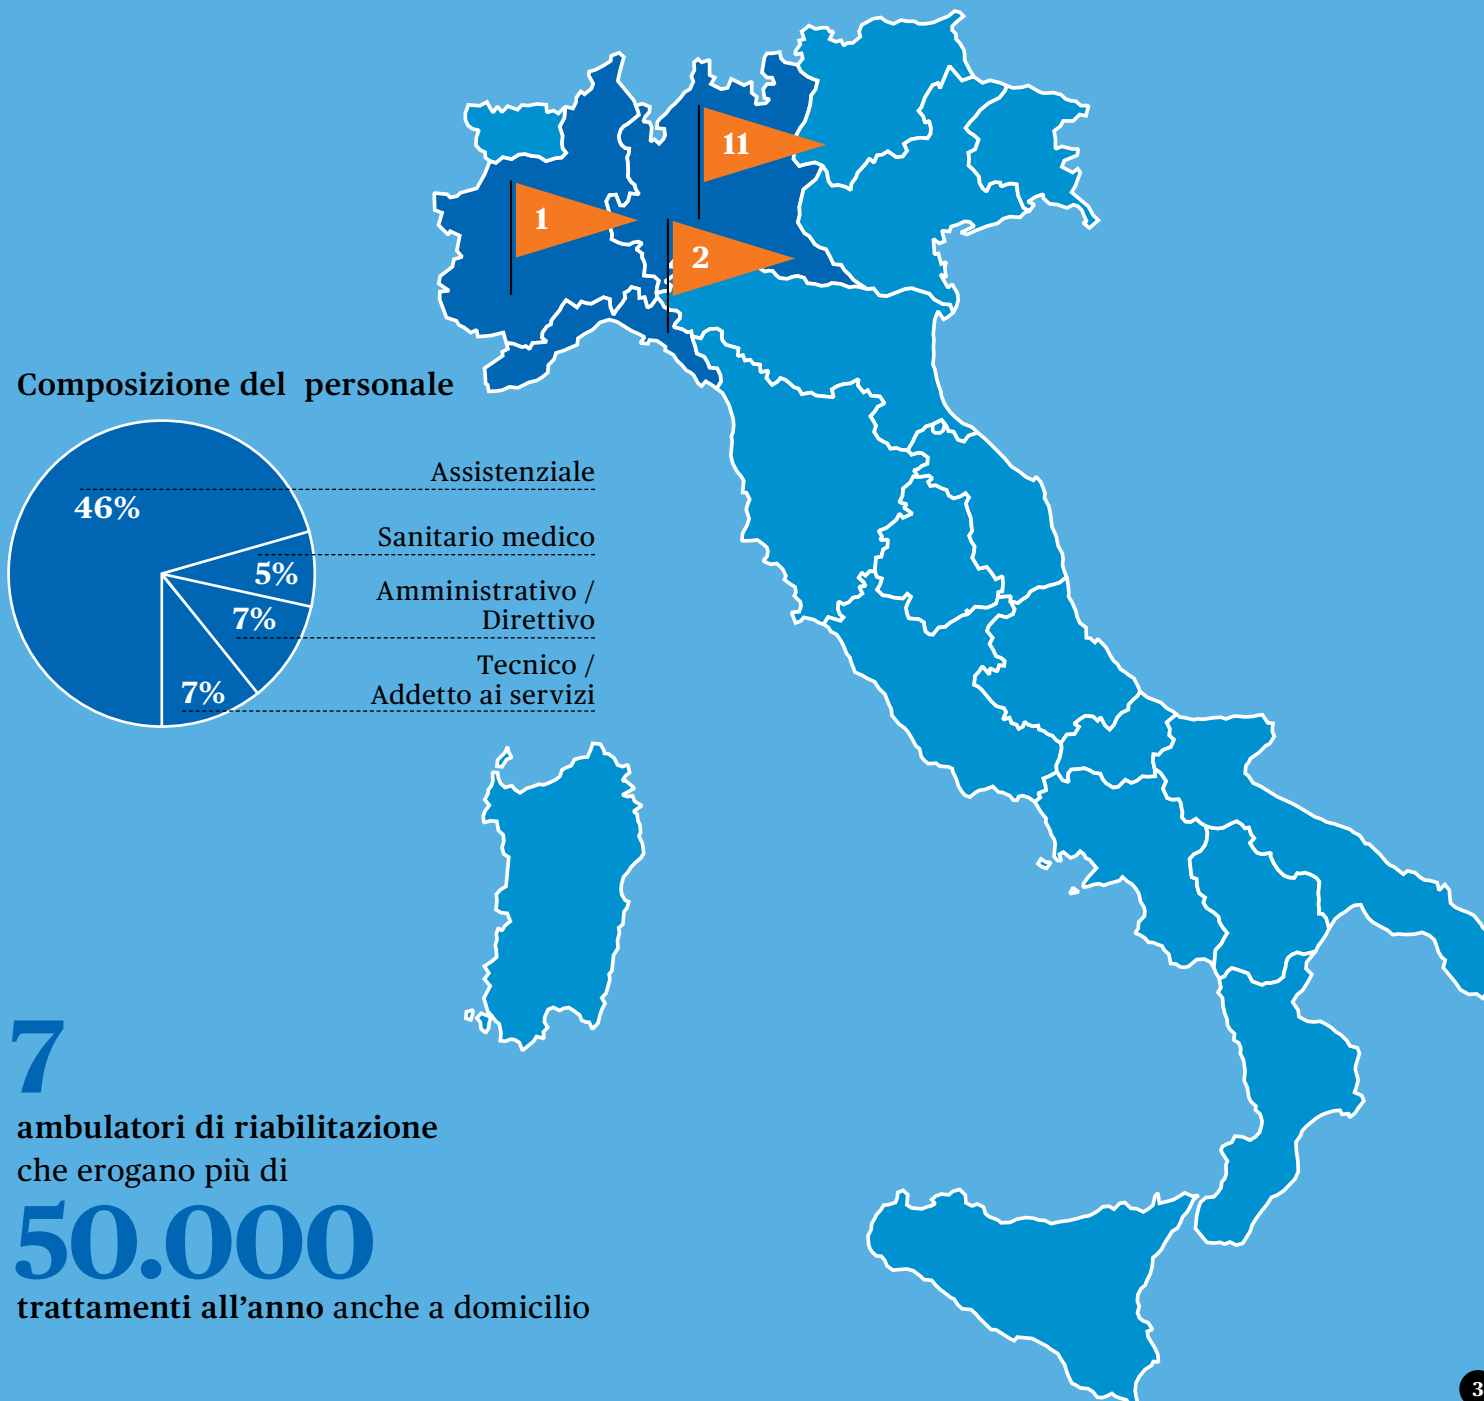 11
1
2
Composizione del personale
Assistenziale
46%
Sanitario medico
5%
Amministrativo /
Direttivo
7%
Tecnico /
Addetto ai servizi
7%
7
ambulatori di riabilitazione
che erogano più di
50.000
trattamenti all’anno anche a domicilio
3